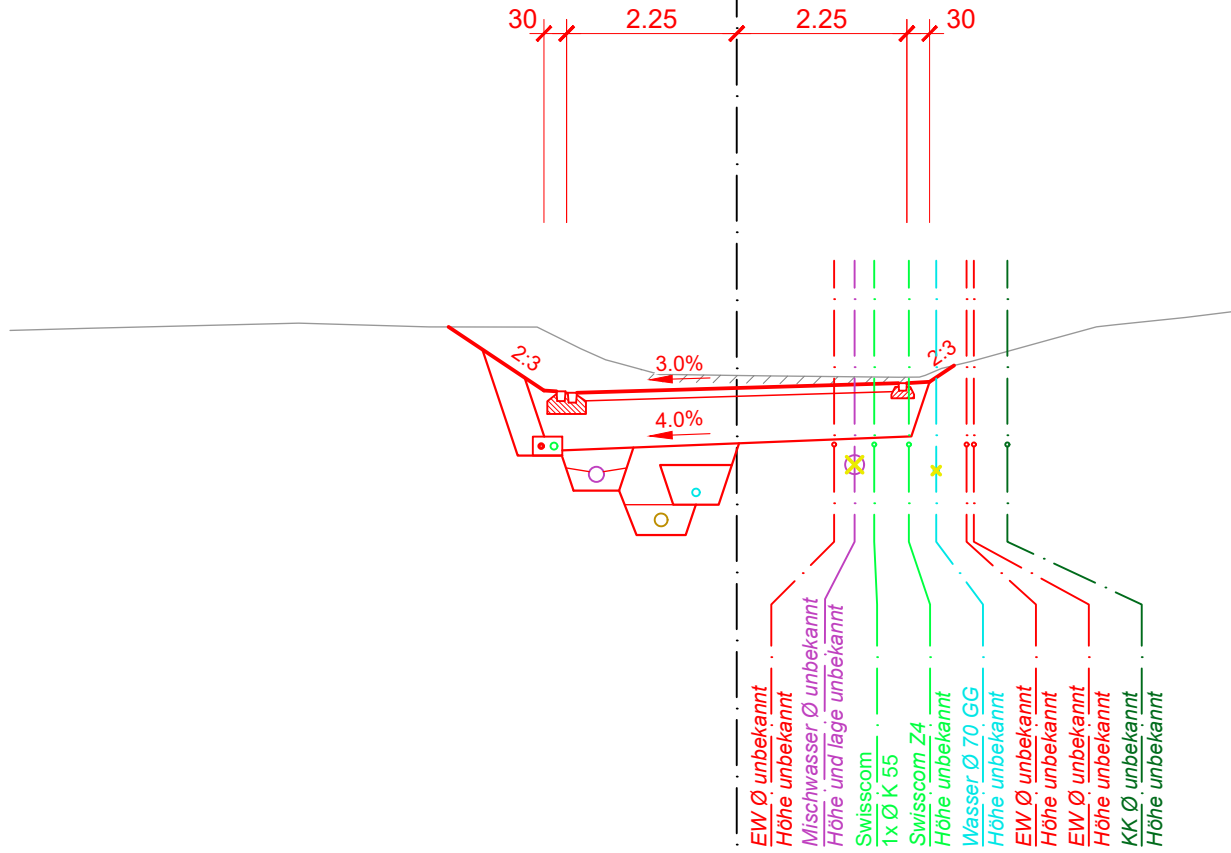 30
2.25
2.25
30
2:3
3.0%
2:3
4.0%
EW Ø unbekannt
Höhe unbekannt
Mischwasser Ø unbekannt
Höhe und lage unbekannt
Swisscom
1x Ø K 55
Swisscom Z4
Höhe unbekannt
Wasser Ø 70 GG
Höhe unbekannt
EW Ø unbekannt
Höhe unbekannt
EW Ø unbekannt
Höhe unbekannt
KK Ø unbekannt
Höhe unbekannt